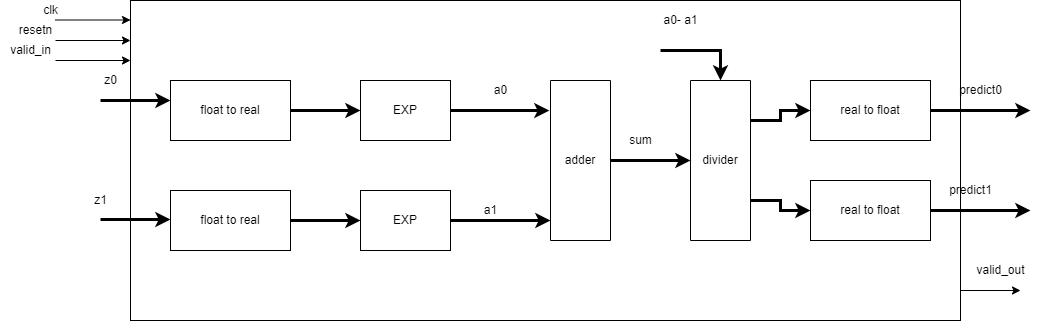 clk
resetn
valid_in
a0- a1
z0
float to real
EXP
a0
adder
sum
divider
real to float
predict0
z1
float to real
EXP
a1
real to float
predict1
valid_out